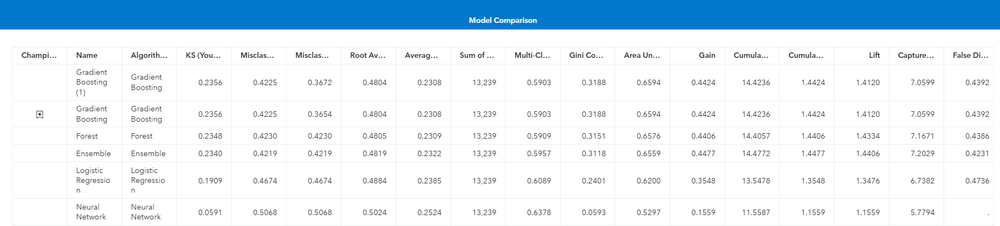 Model Comparison
Champi... Name Algorith... KS (You... Misclas... Misclas... Root Av... Averag... Sum of ... Multi-Cl... Gini Co... Area Un... Gain Cumula... Cumula... Lift Capture... False Di...
Gradient
Boosting
(1)
Gradient
Boosting
0.2356 0.4225 0.3672 0.4804 0.2308 13,239 0.5903 0.3188 0.6594 0.4424 14.4236 1.4424 1.4120 7.0599 0.4392
Gradient
Boosting
Gradient
Boosting
0.2356 0.4225 0.3654 0.4804 0.2308 13,239 0.5903 0.3188 0.6594 0.4424 14.4236 1.4424 1.4120 7.0599 0.4392
Forest Forest 0.2348 0.4230 0.4230 0.4805 0.2309 13,239 0.5909 0.3151 0.6576 0.4406 14.4057 1.4406 1.4334 7.1671 0.4386
Ensemble Ensemble 0.2340 0.4219 0.4219 0.4819 0.2322 13,239 0.5957 0.3118 0.6559 0.4477 14.4772 1.4477 1.4406 7.2029 0.4231
Logistic
Regressio
n
Logistic
Regressio
n
0.1909 0.4674 0.4674 0.4884 0.2385 13,239 0.6089 0.2401 0.6200 0.3548 13.5478 1.3548 1.3476 6.7382 0.4736
Neural
Network
Neural
Network
0.0591 0.5068 0.5068 0.5024 0.2524 13,239 0.6378 0.0593 0.5297 0.1559 11.5587 1.1559 1.1559 5.7794 .